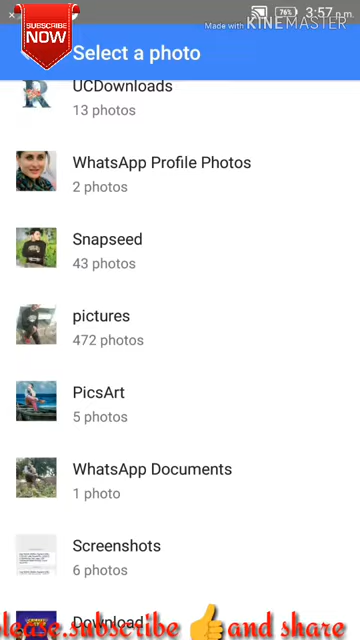 SUBSCRIBE
NOW
76% 3:57 p.m.
Made with KINEMASTER
Select a photo
UCDownloads
13 photos
WhatsApp Profile Photos
2 photos
Snapseed
43 photos
pictures
472 photos
PicsArt
5 photos
WhatsApp Documents
1 photo
Screenshots
6 photos
Download
please.subscribe 👍and share